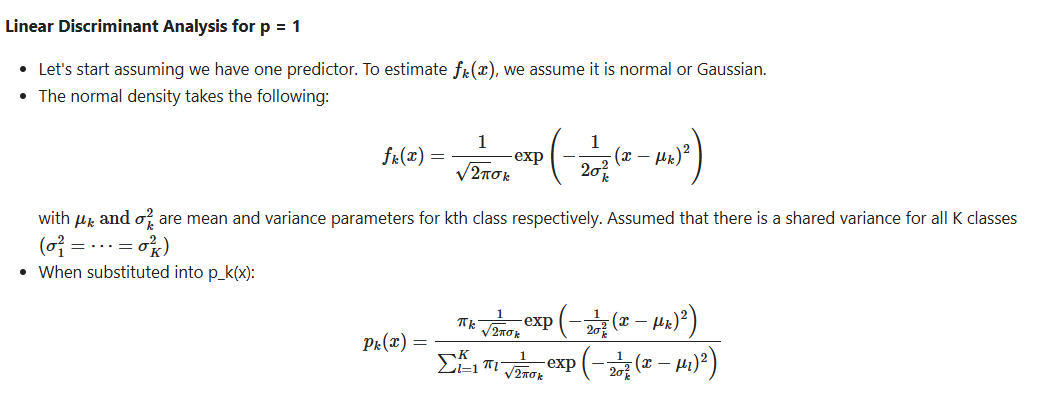 Linear Discriminant Analysis for p = 1
• Let's start assuming we have one predictor. To estimate $f_k(x)$, we assume it is normal or Gaussian.
• The normal density takes the following:
$f_k(x) = \frac{1}{\sqrt{2\pi}\sigma_k} \exp\left(-\frac{1}{2\sigma_k^2}(x - \mu_k)^2\right)$
with $\mu_k$ and $\sigma_k^2$ are mean and variance parameters for kth class respectively. Assumed that there is a shared variance for all K classes
$(\sigma_1^2 = \cdots = \sigma_K^2)$
• When substituted into p_k(x):
$p_k(x) = \frac{\pi_k \frac{1}{\sqrt{2\pi}\sigma_k} \exp\left(-\frac{1}{2\sigma_k^2}(x - \mu_k)^2\right)}{\sum_{l=1}^{K} \pi_l \frac{1}{\sqrt{2\pi}\sigma_k} \exp\left(-\frac{1}{2\sigma_k^2}(x - \mu_l)^2\right)}$